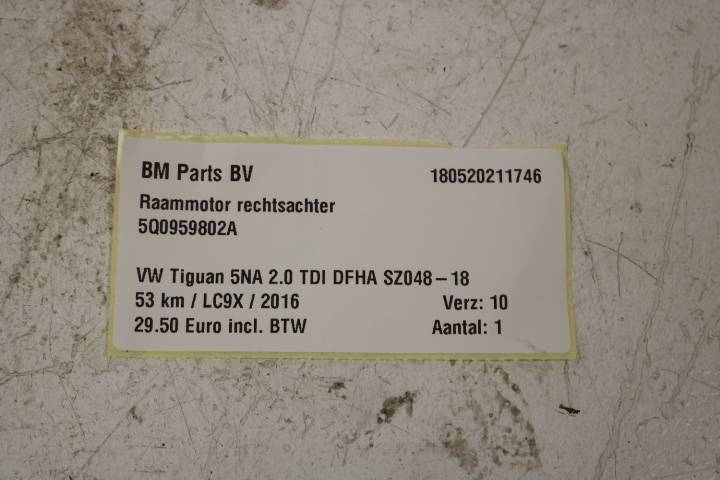 BM Parts BV 180520211746
Raammotor rechtsachter
5Q0959802A
VW Tiguan 5NA 2.0 TDI DFHA SZ048-18
53 km / LC9X / 2016 Verz: 10
29.50 Euro incl. BTW Aantal: 1